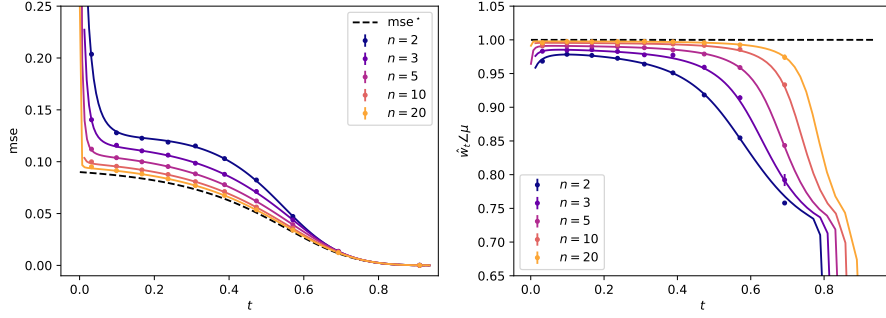 0.25
0.20
0.15
0.10
0.05
0.00
mse
0.0 0.2 0.4 0.6 0.8
t
mse⋆
n = 2
n = 3
n = 5
n = 10
n = 20
1.05
1.00
0.95
0.90
0.85
0.80
0.75
0.70
0.65
ŵₜ∠μ
0.0 0.2 0.4 0.6 0.8
t
n = 2
n = 3
n = 5
n = 10
n = 20